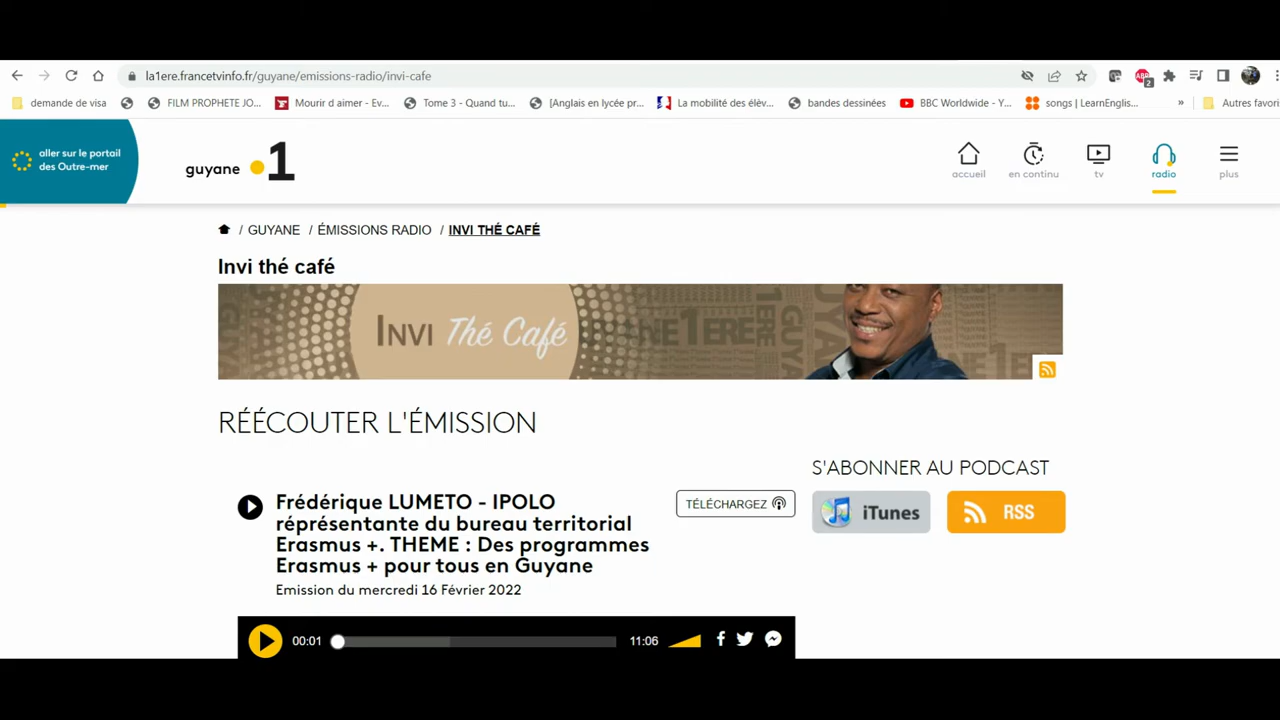 la1ere.francetvinfo.fr/guyane/emissions-radio/invi-cafe
demande de visa
FILM PROPHETE JO...
Mourir d aimer - Ev...
Tome 3 - Quand tu...
[Anglais en lycée pr...
La mobilité des élèv...
bandes dessinées
BBC Worldwide - Y...
songs | LearnEnglis...
»
Autres favoris
aller sur le portail
des Outre-mer
guyane 1
accueil
en continu
tv
radio
plus
/ GUYANE / ÉMISSIONS RADIO / INVI THÉ CAFÉ
Invi thé café
INVI Thé Café
RÉÉCOUTER L'ÉMISSION
S'ABONNER AU PODCAST
iTunes
RSS
Frédérique LUMETO - IPOLO
réprésentante du bureau territorial
Erasmus +. THEME : Des programmes
Erasmus + pour tous en Guyane
TÉLÉCHARGEZ
Emission du mercredi 16 Février 2022
00:01
11:06